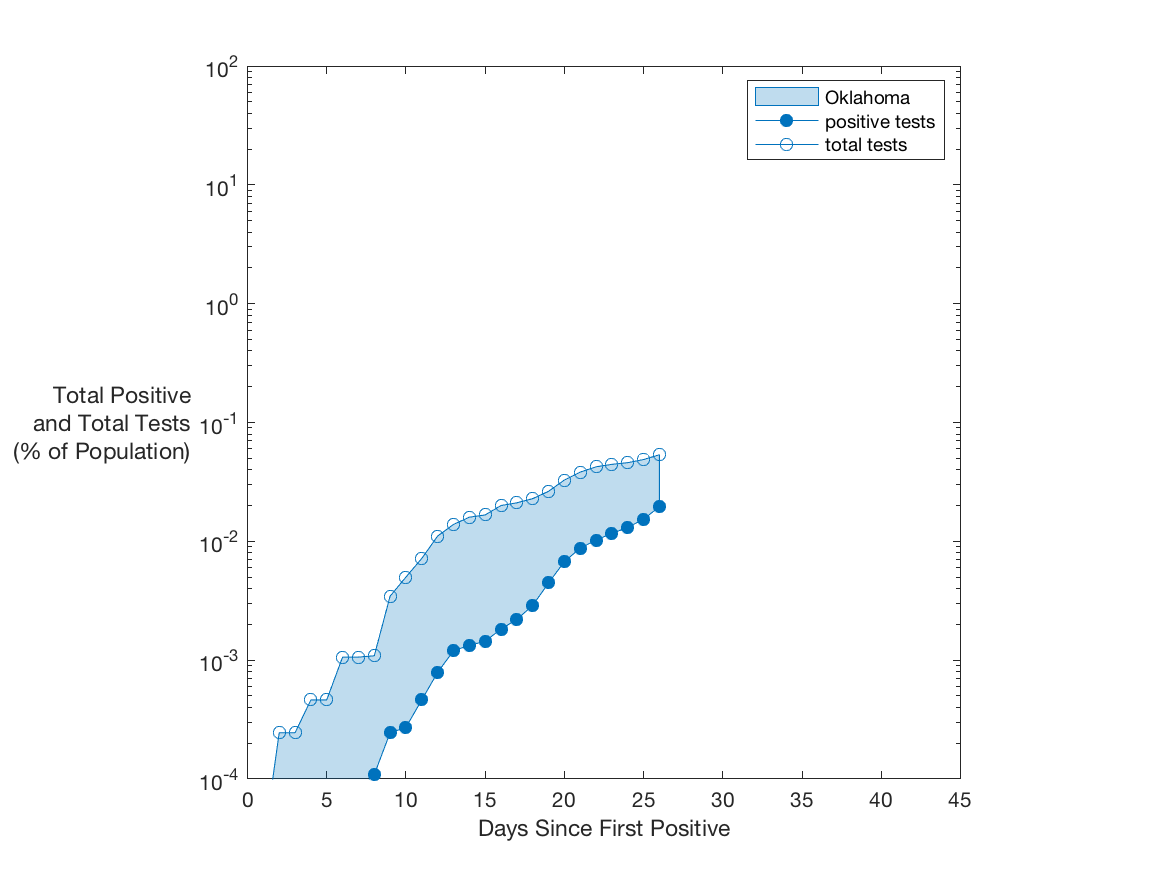 10^2
10^1
10^0
10^-1
10^-2
10^-3
10^-4
Total Positive
and Total Tests
(% of Population)
Oklahoma
positive tests
total tests
0 5 10 15 20 25 30 35 40 45
Days Since First Positive